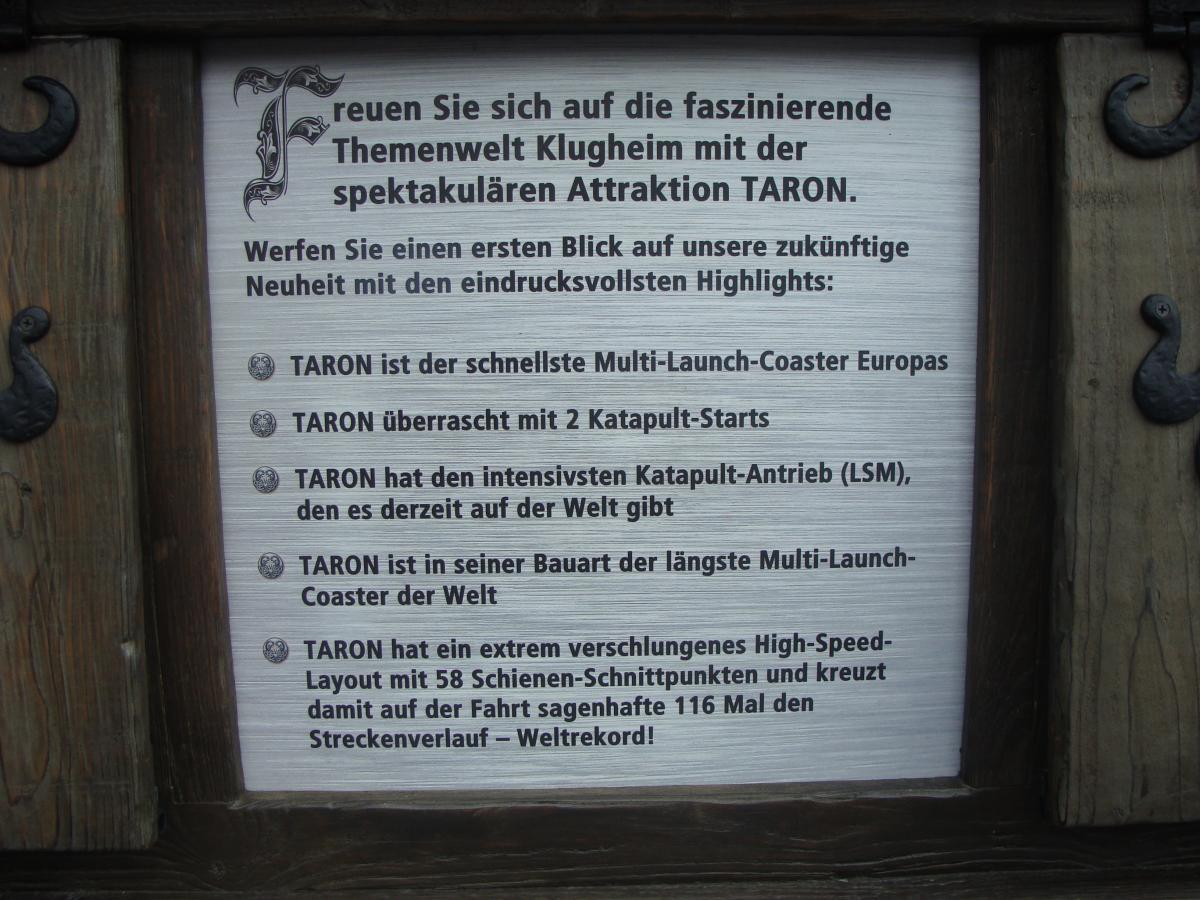 Freuen Sie sich auf die faszinierende
Themenwelt Klugheim mit der
spektakulären Attraktion TARON.
Werfen Sie einen ersten Blick auf unsere zukünftige
Neuheit mit den eindrucksvollsten Highlights:
TARON ist der schnellste Multi-Launch-Coaster Europas
TARON überrascht mit 2 Katapult-Starts
TARON hat den intensivsten Katapult-Antrieb (LSM),
den es derzeit auf der Welt gibt
TARON ist in seiner Bauart der längste Multi-Launch-
Coaster der Welt
TARON hat ein extrem verschlungenes High-Speed-
Layout mit 58 Schienen-Schnittpunkten und kreuzt
damit auf der Fahrt sagenhafte 116 Mal den
Streckenverlauf – Weltrekord!